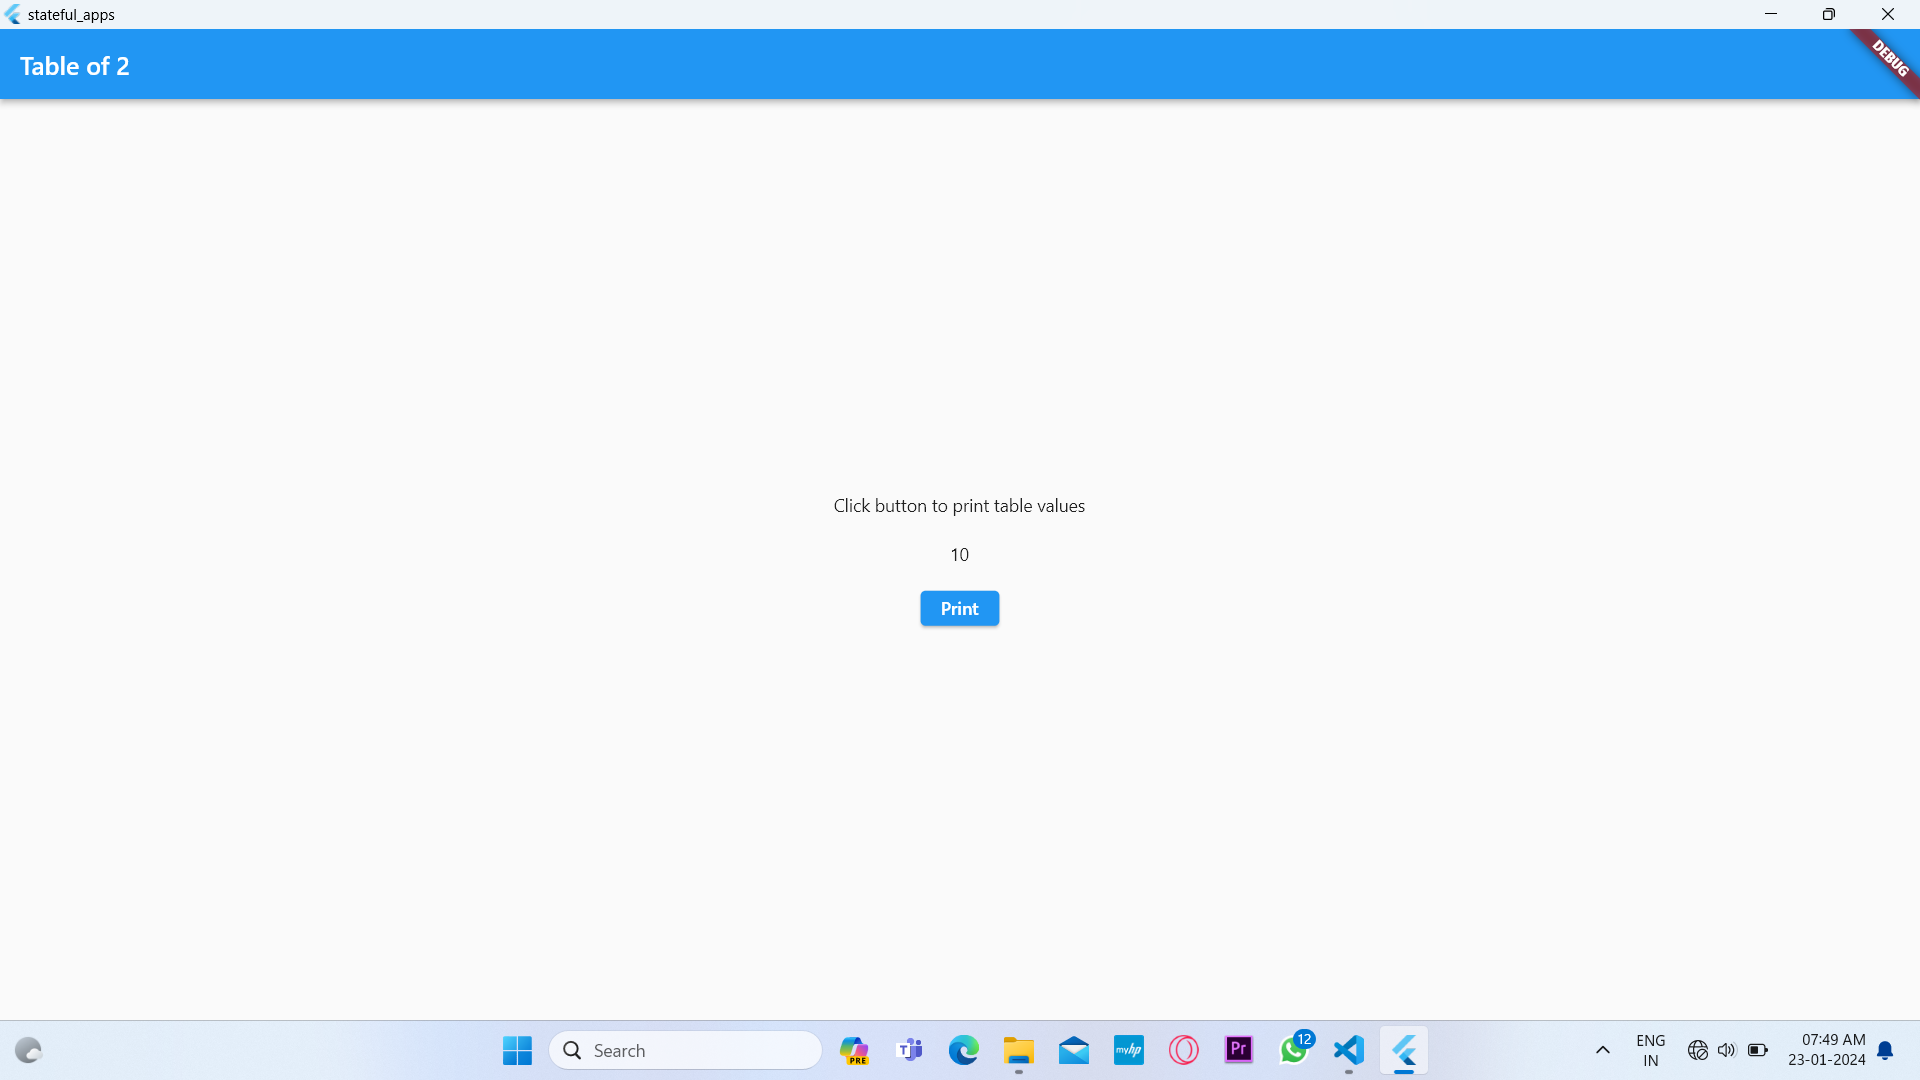 stateful_apps
Table of 2
DEBUG
Click button to print table values
10
Print
Search
PRE
T
myhp
Pr
12
ENG
IN
07:49 AM
23-01-2024